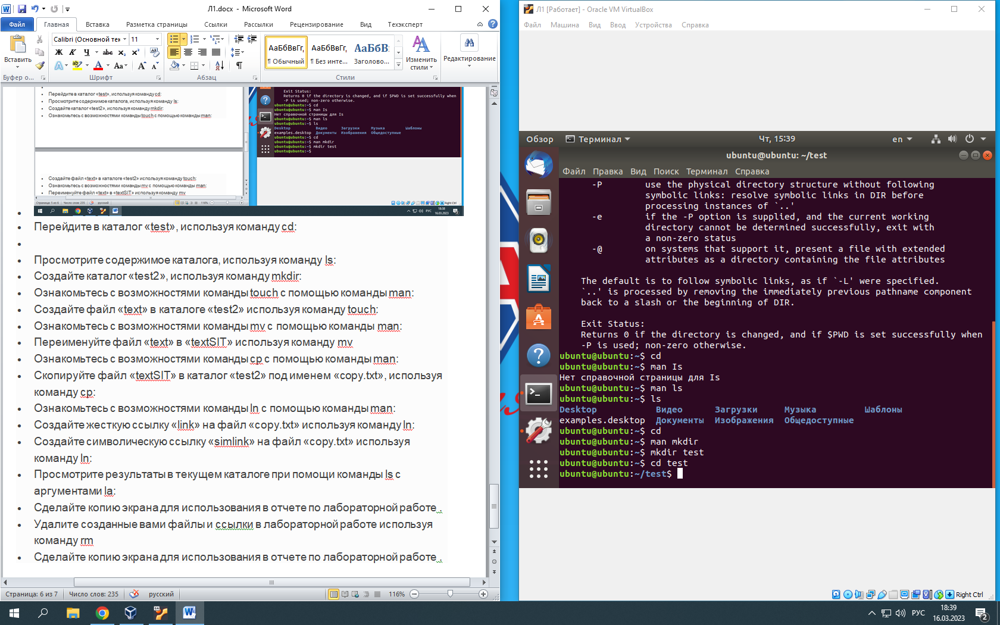 Л1.docx - Microsoft Word
Файл Главная Вставка Разметка страницы Ссылки Рассылки Рецензирование Вид Техэксперт
Calibri (Основной тек 11
Вставить
Ж К Ч abc x₂ x²
Aa
АаБбВвГг, АаБбВвГг, АаБбВ
¶ Обычный ¶ Без инте... Заголово...
Изменить стили
Редактирование
Буфер о... Шрифт Абзац Стили
Перейдите в каталог «test», используя команду cd:
Просмотрите содержимое каталога, используя команду ls:
Создайте каталог «test2», используя команду mkdir:
Ознакомьтесь с возможностями команды touch с помощью команды man:
Создайте файл «text» в каталоге «test2» используя команду touch:
Ознакомьтесь с возможностями команды mv с помощью команды man:
Переименуйте файл «text» в «textSIT» используя команду mv
Exit Status:
Returns 0 if the directory is changed, and if $PWD is set successfully when
-P is used; non-zero otherwise.
ubuntu@ubuntu:~$ cd
ubuntu@ubuntu:~$ man Is
Нет справочной страницы для Is
ubuntu@ubuntu:~$ man ls
ubuntu@ubuntu:~$ ls
Desktop Видео Загрузки Музыка Шаблоны
examples.desktop Документы Изображения Общедоступные
ubuntu@ubuntu:~$ cd
ubuntu@ubuntu:~$ man mkdir
ubuntu@ubuntu:~$ mkdir test
ubuntu@ubuntu:~$
Число слов: 235 русский 116%
Right Ctrl
РУС 18:38
16.03.2023
Перейдите в каталог «test», используя команду cd:
Просмотрите содержимое каталога, используя команду ls:
Создайте каталог «test2», используя команду mkdir:
Ознакомьтесь с возможностями команды touch с помощью команды man:
Создайте файл «text» в каталоге «test2» используя команду touch:
Ознакомьтесь с возможностями команды mv с помощью команды man:
Переименуйте файл «text» в «textSIT» используя команду mv
Ознакомьтесь с возможностями команды cp с помощью команды man:
Скопируйте файл «textSIT» в каталог «test2» под именем «copy.txt», используя
команду cp:
Ознакомьтесь с возможностями команды ln с помощью команды man:
Создайте жесткую ссылку «link» на файл «copy.txt» используя команду ln:
Создайте символическую ссылку «simlink» на файл «copy.txt» используя
команду ln:
Просмотрите результаты в текущем каталоге при помощи команды ls с
аргументами la:
Сделайте копию экрана для использования в отчете по лабораторной работе .
Удалите созданные вами файлы и ссылки в лабораторной работе используя
команду rm
Сделайте копию экрана для использования в отчете по лабораторной работе .
Страница: 6 из 7 Число слов: 235 русский 116%
Л1 [Работает] - Oracle VM VirtualBox
Файл Машина Вид Ввод Устройства Справка
Обзор Терминал Чт, 15:39 en
ubuntu@ubuntu: ~/test
Файл Правка Вид Поиск Терминал Справка
-P use the physical directory structure without following
symbolic links: resolve symbolic links in DIR before
processing instances of `..'
-e if the -P option is supplied, and the current working
directory cannot be determined successfully, exit with
a non-zero status
-@ on systems that support it, present a file with extended
attributes as a directory containing the file attributes
The default is to follow symbolic links, as if `-L' were specified.
`..' is processed by removing the immediately previous pathname component
back to a slash or the beginning of DIR.
Exit Status:
Returns 0 if the directory is changed, and if $PWD is set successfully when
-P is used; non-zero otherwise.
ubuntu@ubuntu:~$ cd
ubuntu@ubuntu:~$ man Is
Нет справочной страницы для Is
ubuntu@ubuntu:~$ man ls
ubuntu@ubuntu:~$ ls
Desktop Видео Загрузки Музыка Шаблоны
examples.desktop Документы Изображения Общедоступные
ubuntu@ubuntu:~$ cd
ubuntu@ubuntu:~$ man mkdir
ubuntu@ubuntu:~$ mkdir test
ubuntu@ubuntu:~$ cd test
ubuntu@ubuntu:~/test$
Right Ctrl
РУС
18:39
16.03.2023
2